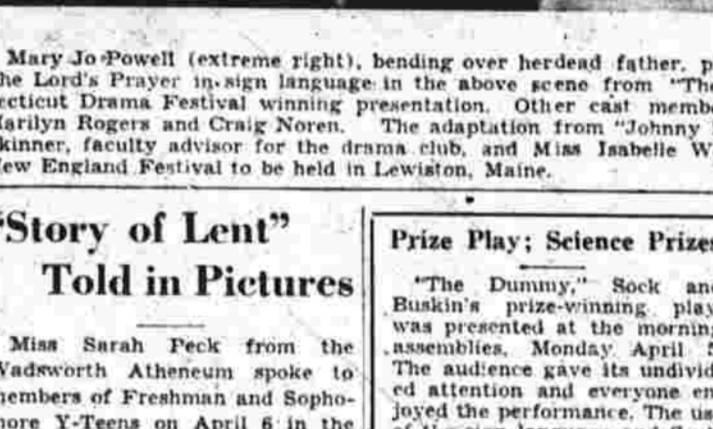 Mary Jo Powell (extreme right), bending over herdead father, p
he Lord's Prayer in sign language in the above scene from "The
ecticut Drama Festival winning presentation. Other cast membe
arilyn Rogers and Craig Noren. The adaptation from "Johnny
kinner, faculty advisor for the drama club, and Miss Isabelle W
ew England Festival to be held in Lewiston, Maine.
"Story of Lent"
Told in Pictures
Miss Sarah Peck from the
Wadsworth Atheneum spoke to
members of Freshman and Sopho-
more Y-Teens on April 6 in the
Prize Play; Science Prizes
"The Dummy," Sock and
Buskin's prize-winning play
was presented at the morning
assemblies, Monday April 5
The audience gave its undivid
ed attention and everyone en
joyed the performance. The us